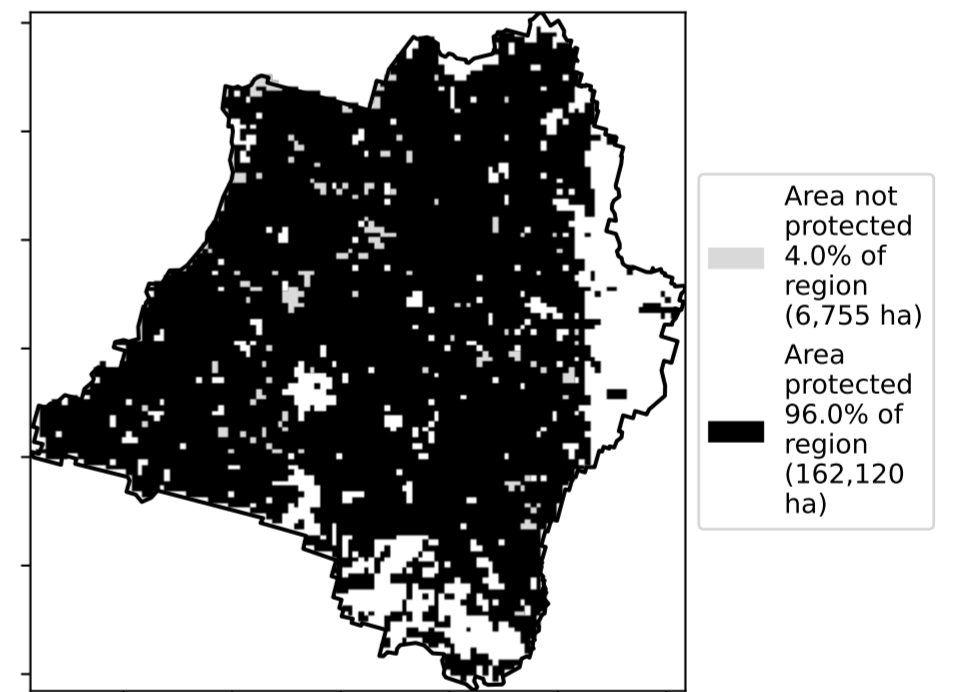 Area not
protected
4.0% of
region
(6,755 ha)
Area
protected
96.0% of
region
(162,120
ha)